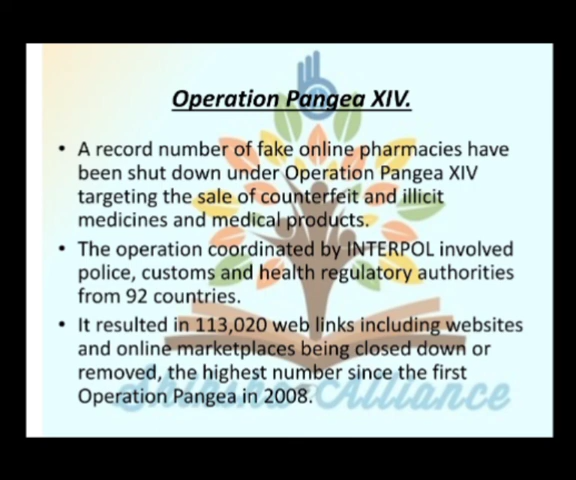 Operation Pangea XIV.
• A record number of fake online pharmacies have
been shut down under Operation Pangea XIV
targeting the sale of counterfeit and illicit
medicines and medical products.
• The operation coordinated by INTERPOL involved
police, customs and health regulatory authorities
from 92 countries.
• It resulted in 113,020 web links including websites
and online marketplaces being closed down or
removed, the highest number since the first
Operation Pangea in 2008.
Alliance